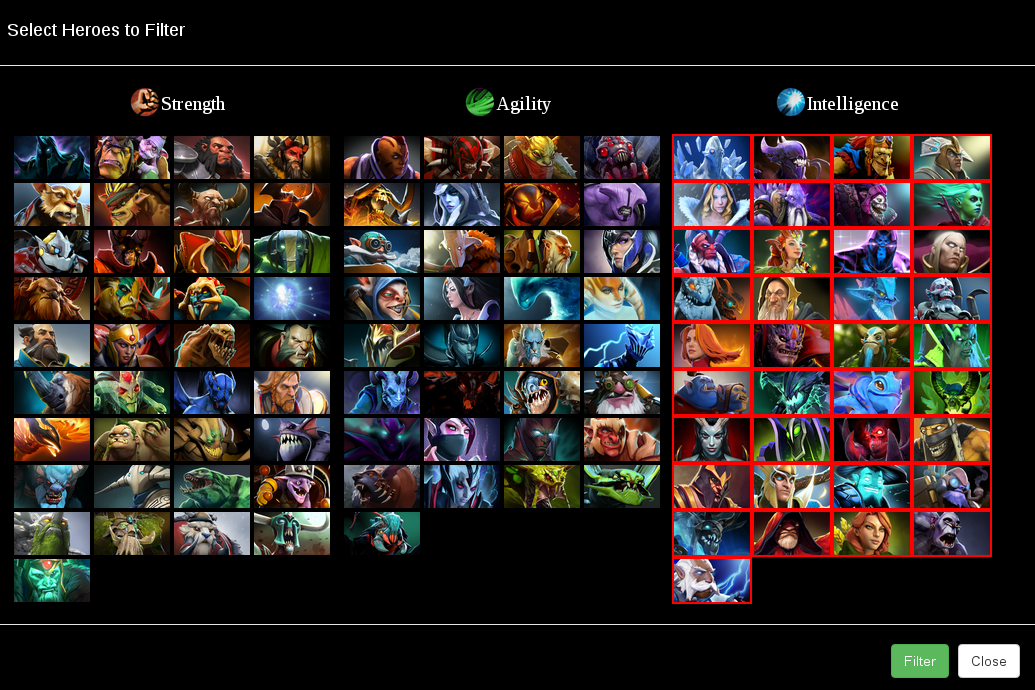 Select Heroes to Filter
Strength
Agility
Intelligence
Filter
Close